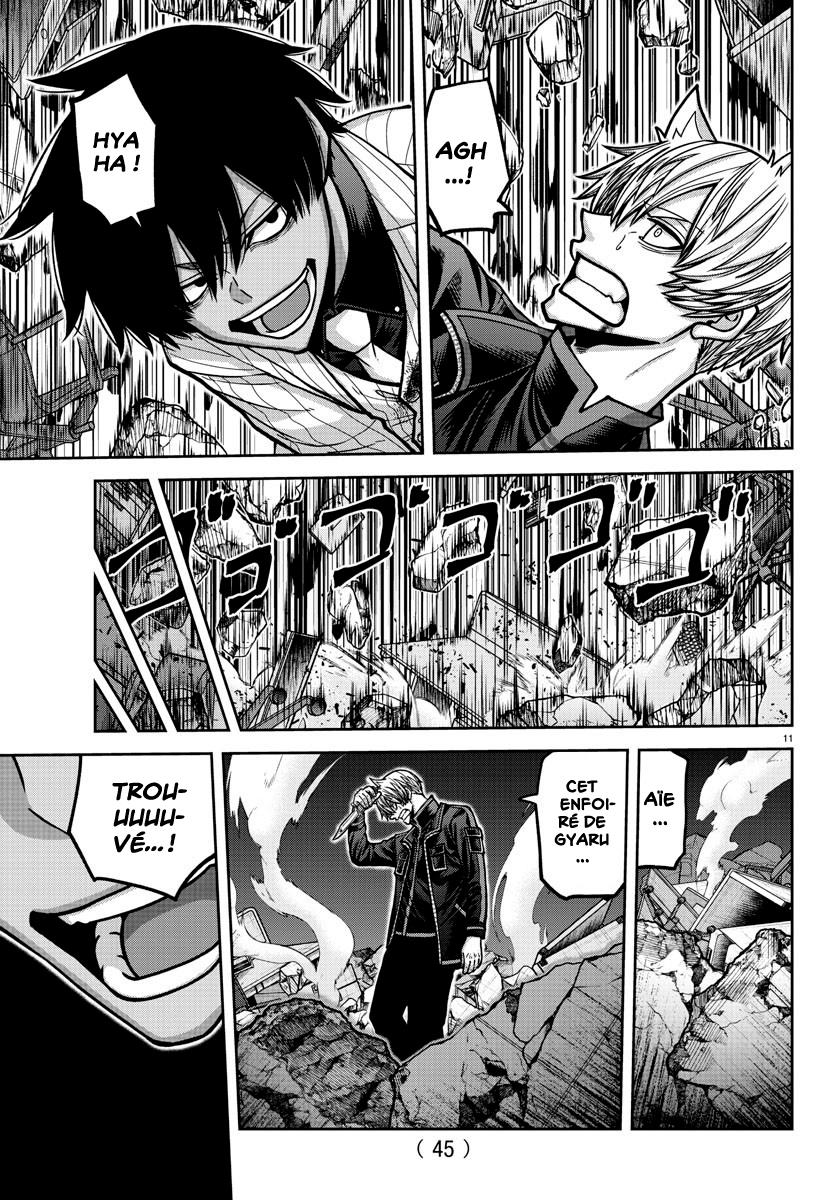 AGH
...!
HYA
HA !
ゴゴゴゴゴゴ
11
AÏE
...
CET
ENFOI-
RÉ DE
GYARU
...
TROU-
UUUU-
VÉ...!
( 45 )